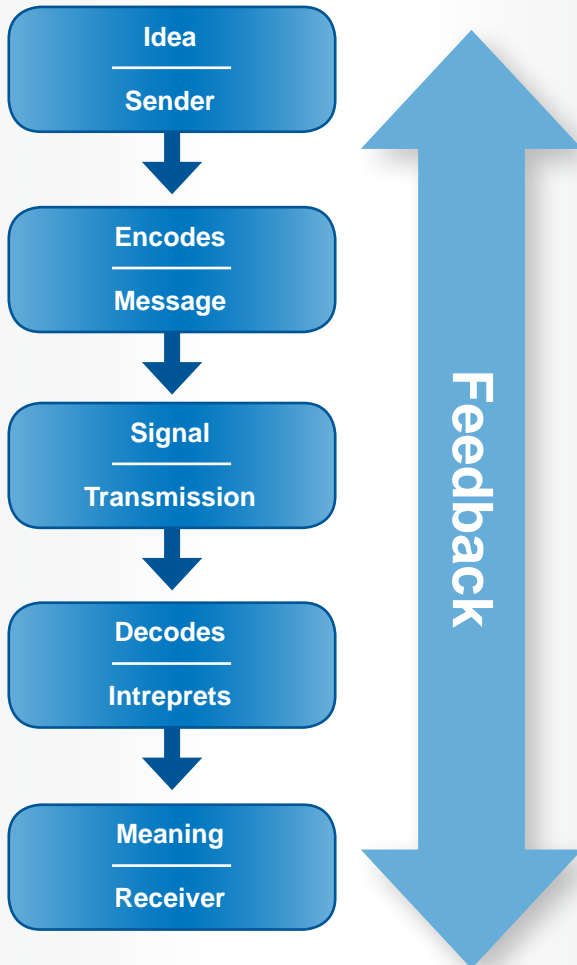 Idea
Sender
Encodes
Message
Signal
Transmission
Decodes
Intreprets
Meaning
Receiver
Feedback